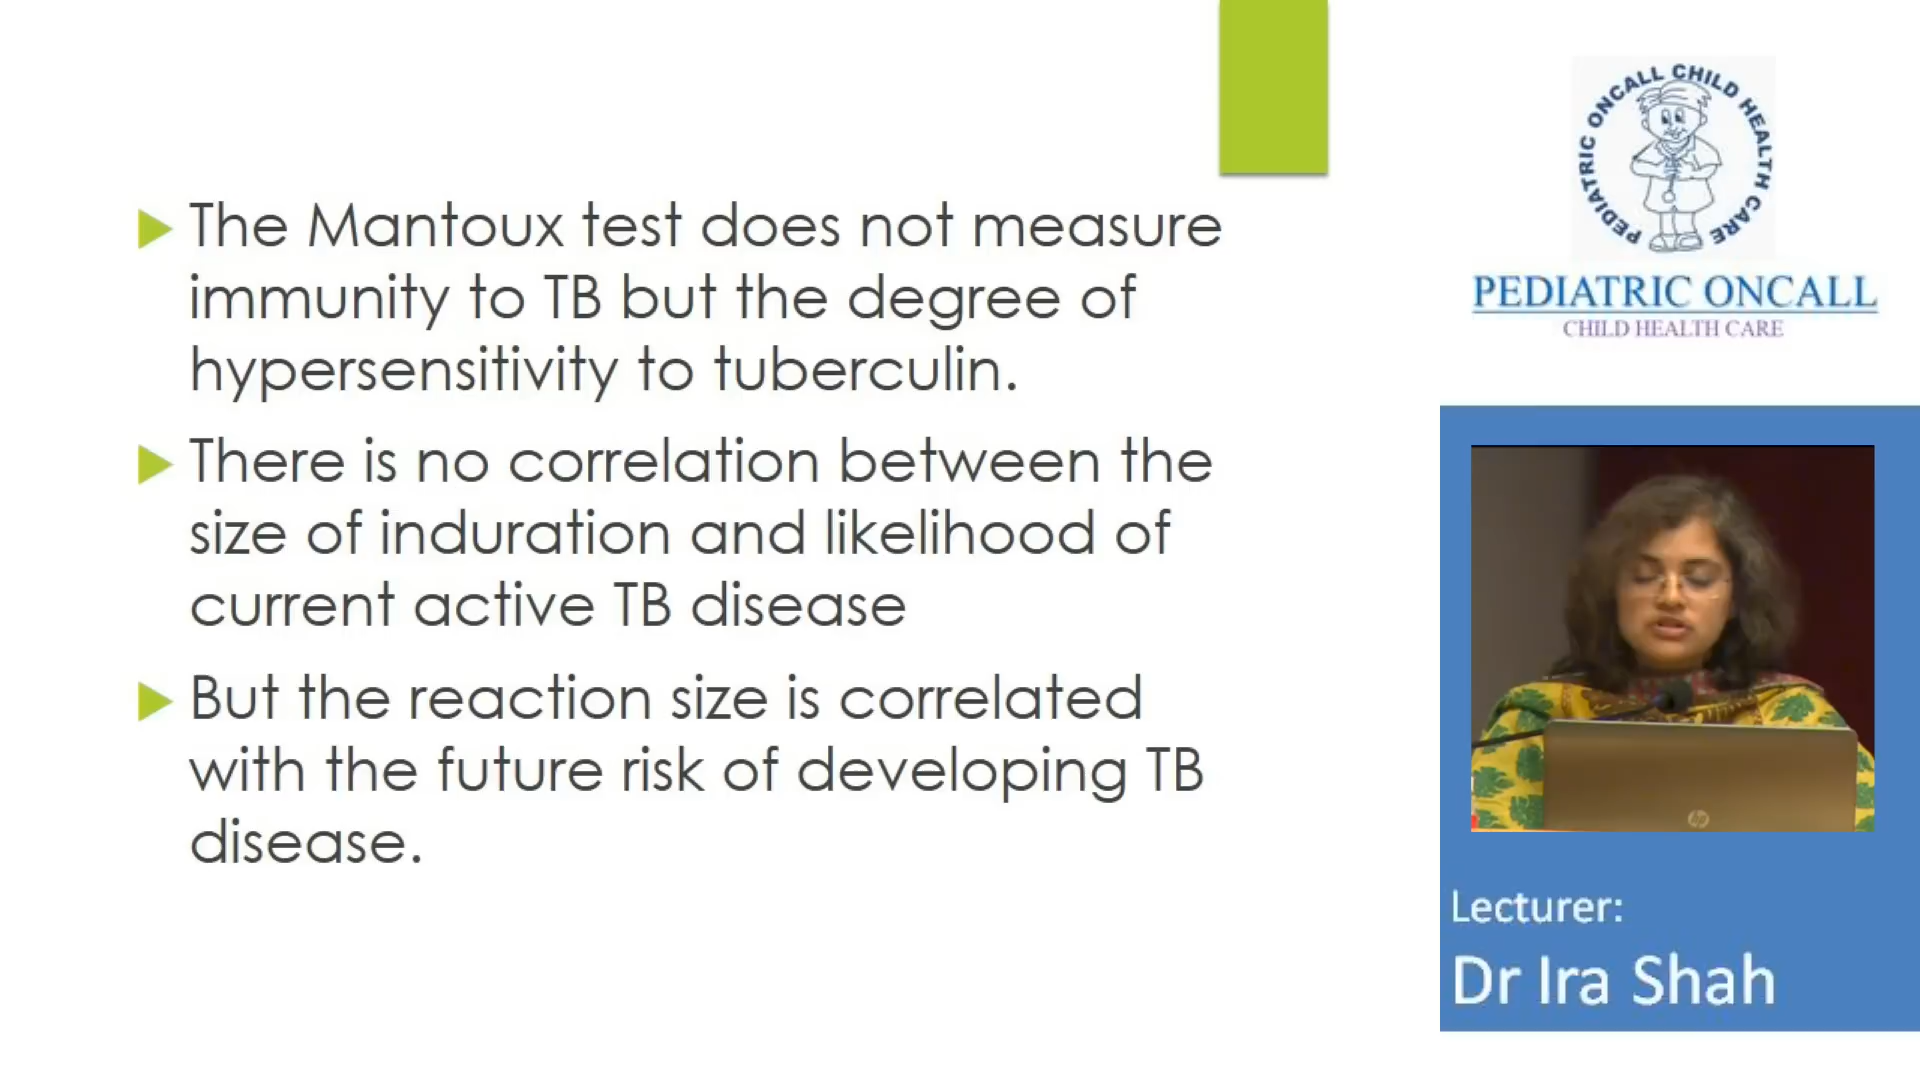 The Mantoux test does not measure
immunity to TB but the degree of
hypersensitivity to tuberculin.
There is no correlation between the
size of induration and likelihood of
current active TB disease
But the reaction size is correlated
with the future risk of developing TB
disease.
PEDIATRIC ONCALL CHILD HEALTH CARE
PEDIATRIC ONCALL
CHILD HEALTH CARE
hp
Lecturer:
Dr Ira Shah